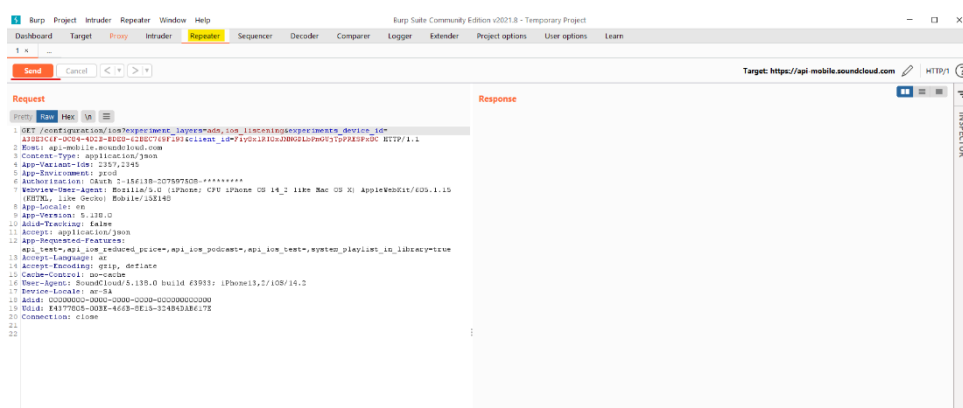 Burp Project Intruder Repeater Window Help
Burp Suite Community Edition v2021.8 - Temporary Project
Dashboard Target Proxy Intruder Repeater Sequencer Decoder Comparer Logger Extender Project options User options Learn
1 × ...
Send Cancel < ▾ > ▾
Target: https://api-mobile.soundcloud.com HTTP/1
Request
Response
Pretty Raw Hex \n
INSPECTOR
1 GET /configuration/ios?experiment_layers=ads,ios_listening&experiments_device_id=
HTTP/1.1
2 Host: api-mobile.soundcloud.com
3 Content-Type: application/json
4 App-Variant-Ids: 2357,2345
5 App-Environment: prod
6 Authorization: OAuth 2-156138-207597508-*********
7 Webview-User-Agent: Mozilla/5.0 (iPhone; CPU iPhone OS 14_2 like Mac OS X) AppleWebKit/605.1.15
(KHTML, like Gecko) Mobile/15E148
8 App-Locale: en
9 App-Version: 5.138.0
10 Adid-Tracking: false
11 Accept: application/json
12 App-Requested-Features:
api_test=,api_ios_reduced_price=,api_ios_podcast=,api_ios_test=,system_playlist_in_library=true
13 Accept-Language: ar
14 Accept-Encoding: gzip, deflate
15 Cache-Control: no-cache
16 User-Agent: SoundCloud/5.138.0 build 63933; iPhone13,2/iOS/14.2
17 Device-Locale: ar-SA
18 Adid: 00000000-0000-0000-0000-000000000000
19 Udid:
20 Connection: close
21
22